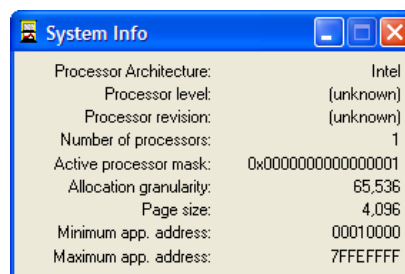 System Info
Processor Architecture: Intel
Processor level: (unknown)
Processor revision: (unknown)
Number of processors: 1
Active processor mask: 0x0000000000000001
Allocation granularity: 65,536
Page size: 4,096
Minimum app. address: 00010000
Maximum app. address: 7FFEFFFF